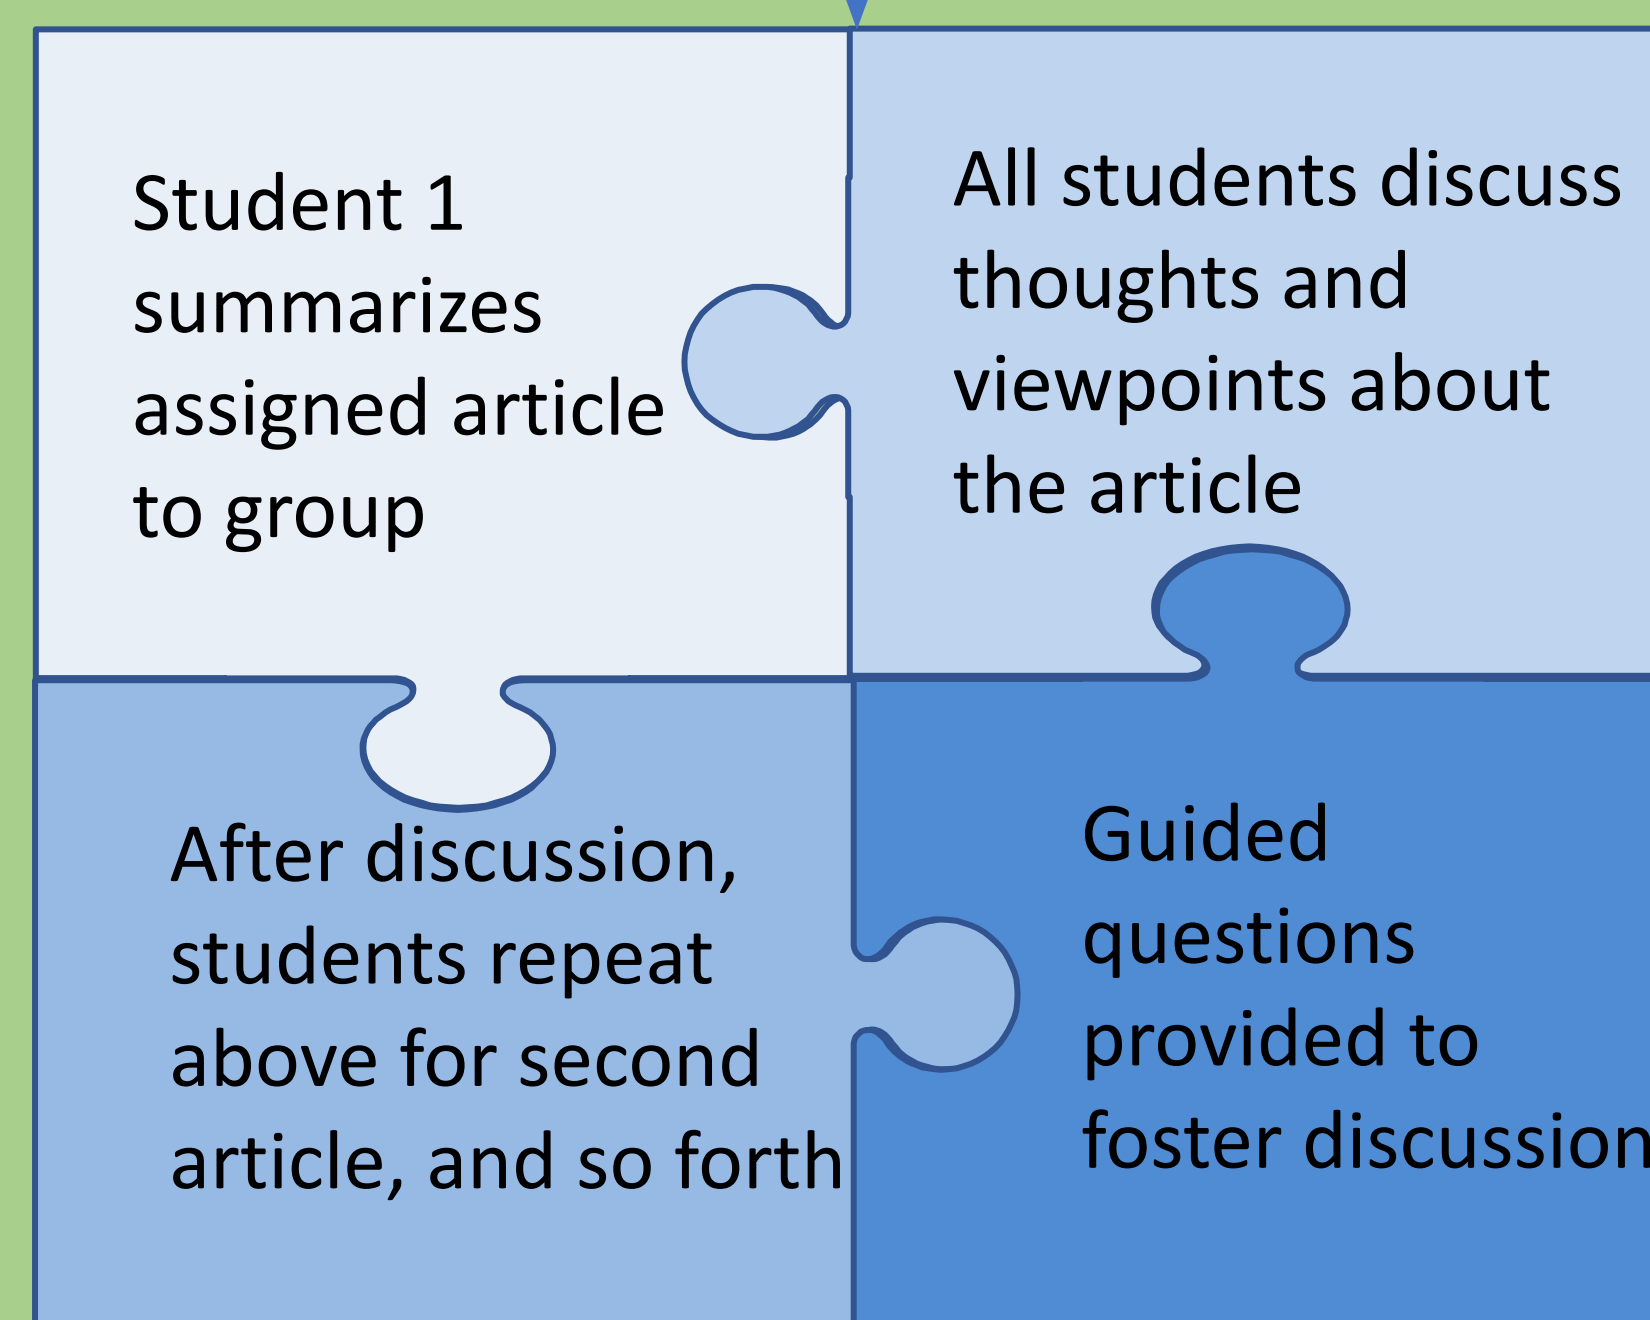 Student 1
summarizes
assigned article
to group
All students discuss
thoughts and
viewpoints about
the article
After discussion,
students repeat
above for second
article, and so forth
Guided
questions
provided to
foster discussion